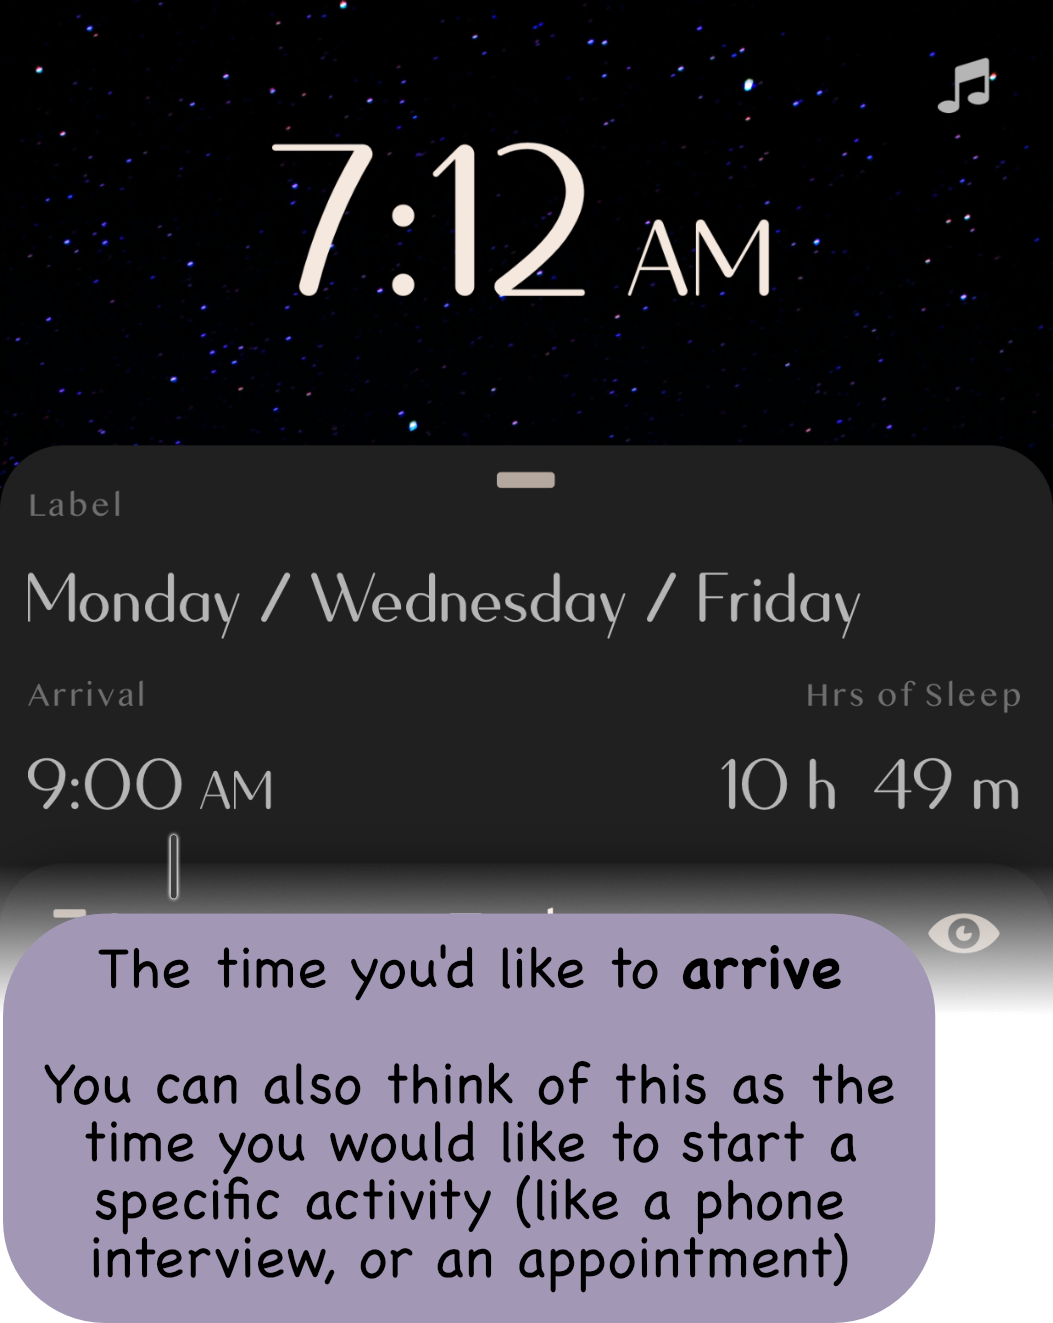 7:12 AM
Label
Monday / Wednesday / Friday
Arrival Hrs of Sleep
9:00 AM 10 h 49 m
The time you'd like to arrive
You can also think of this as the
time you would like to start a
specific activity (like a phone
interview, or an appointment)